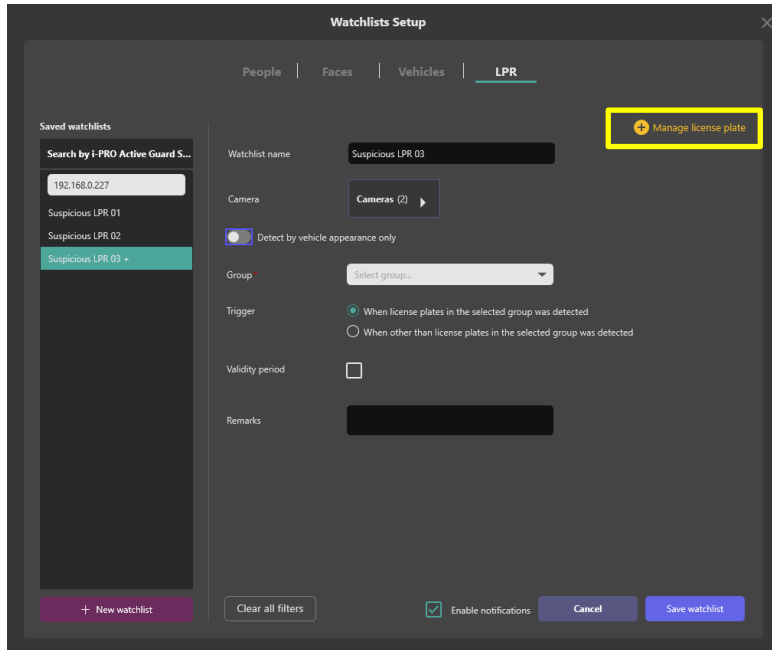 Watchlists Setup
People
Faces
Vehicles
LPR
Saved watchlists
Manage license plate
Search by i-PRO Active Guard S...
192.168.0.227
Suspicious LPR 01
Suspicious LPR 02
Suspicious LPR 03 +
Watchlist name
Suspicious LPR 03
Camera
Cameras (2)
Detect by vehicle appearance only
Group*
Select group...
Trigger
When license plates in the selected group was detected
When other than license plates in the selected group was detected
Validity period
Remarks
+ New watchlist
Clear all filters
Enable notifications
Cancel
Save watchlist